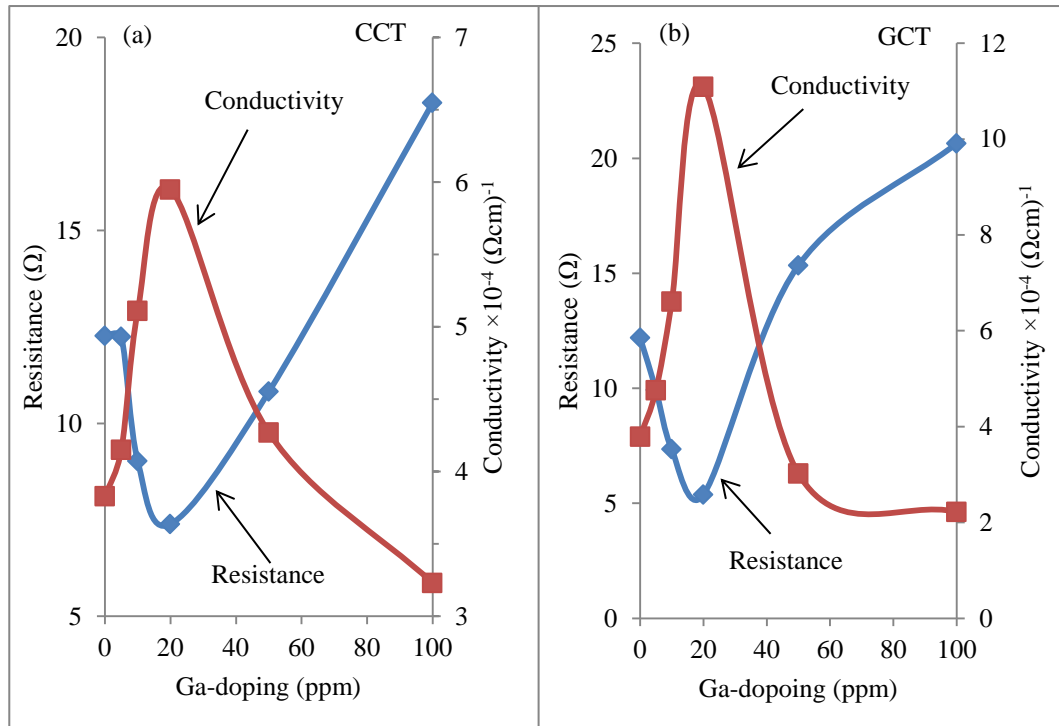 (a)
CCT
20
15
10
5
Resisitance (Ω)
7
6
5
4
3
Conductivity ×10⁻⁴ (Ωcm)⁻¹
Conductivity
Resistance
0 20 40 60 80 100
Ga-doping (ppm)
(b)
GCT
25
20
15
10
5
0
Resistance (Ω)
12
10
8
6
4
2
0
Conductivity ×10⁻⁴ (Ωcm)⁻¹
Conductivity
Resistance
0 20 40 60 80 100
Ga-dopoing (ppm)